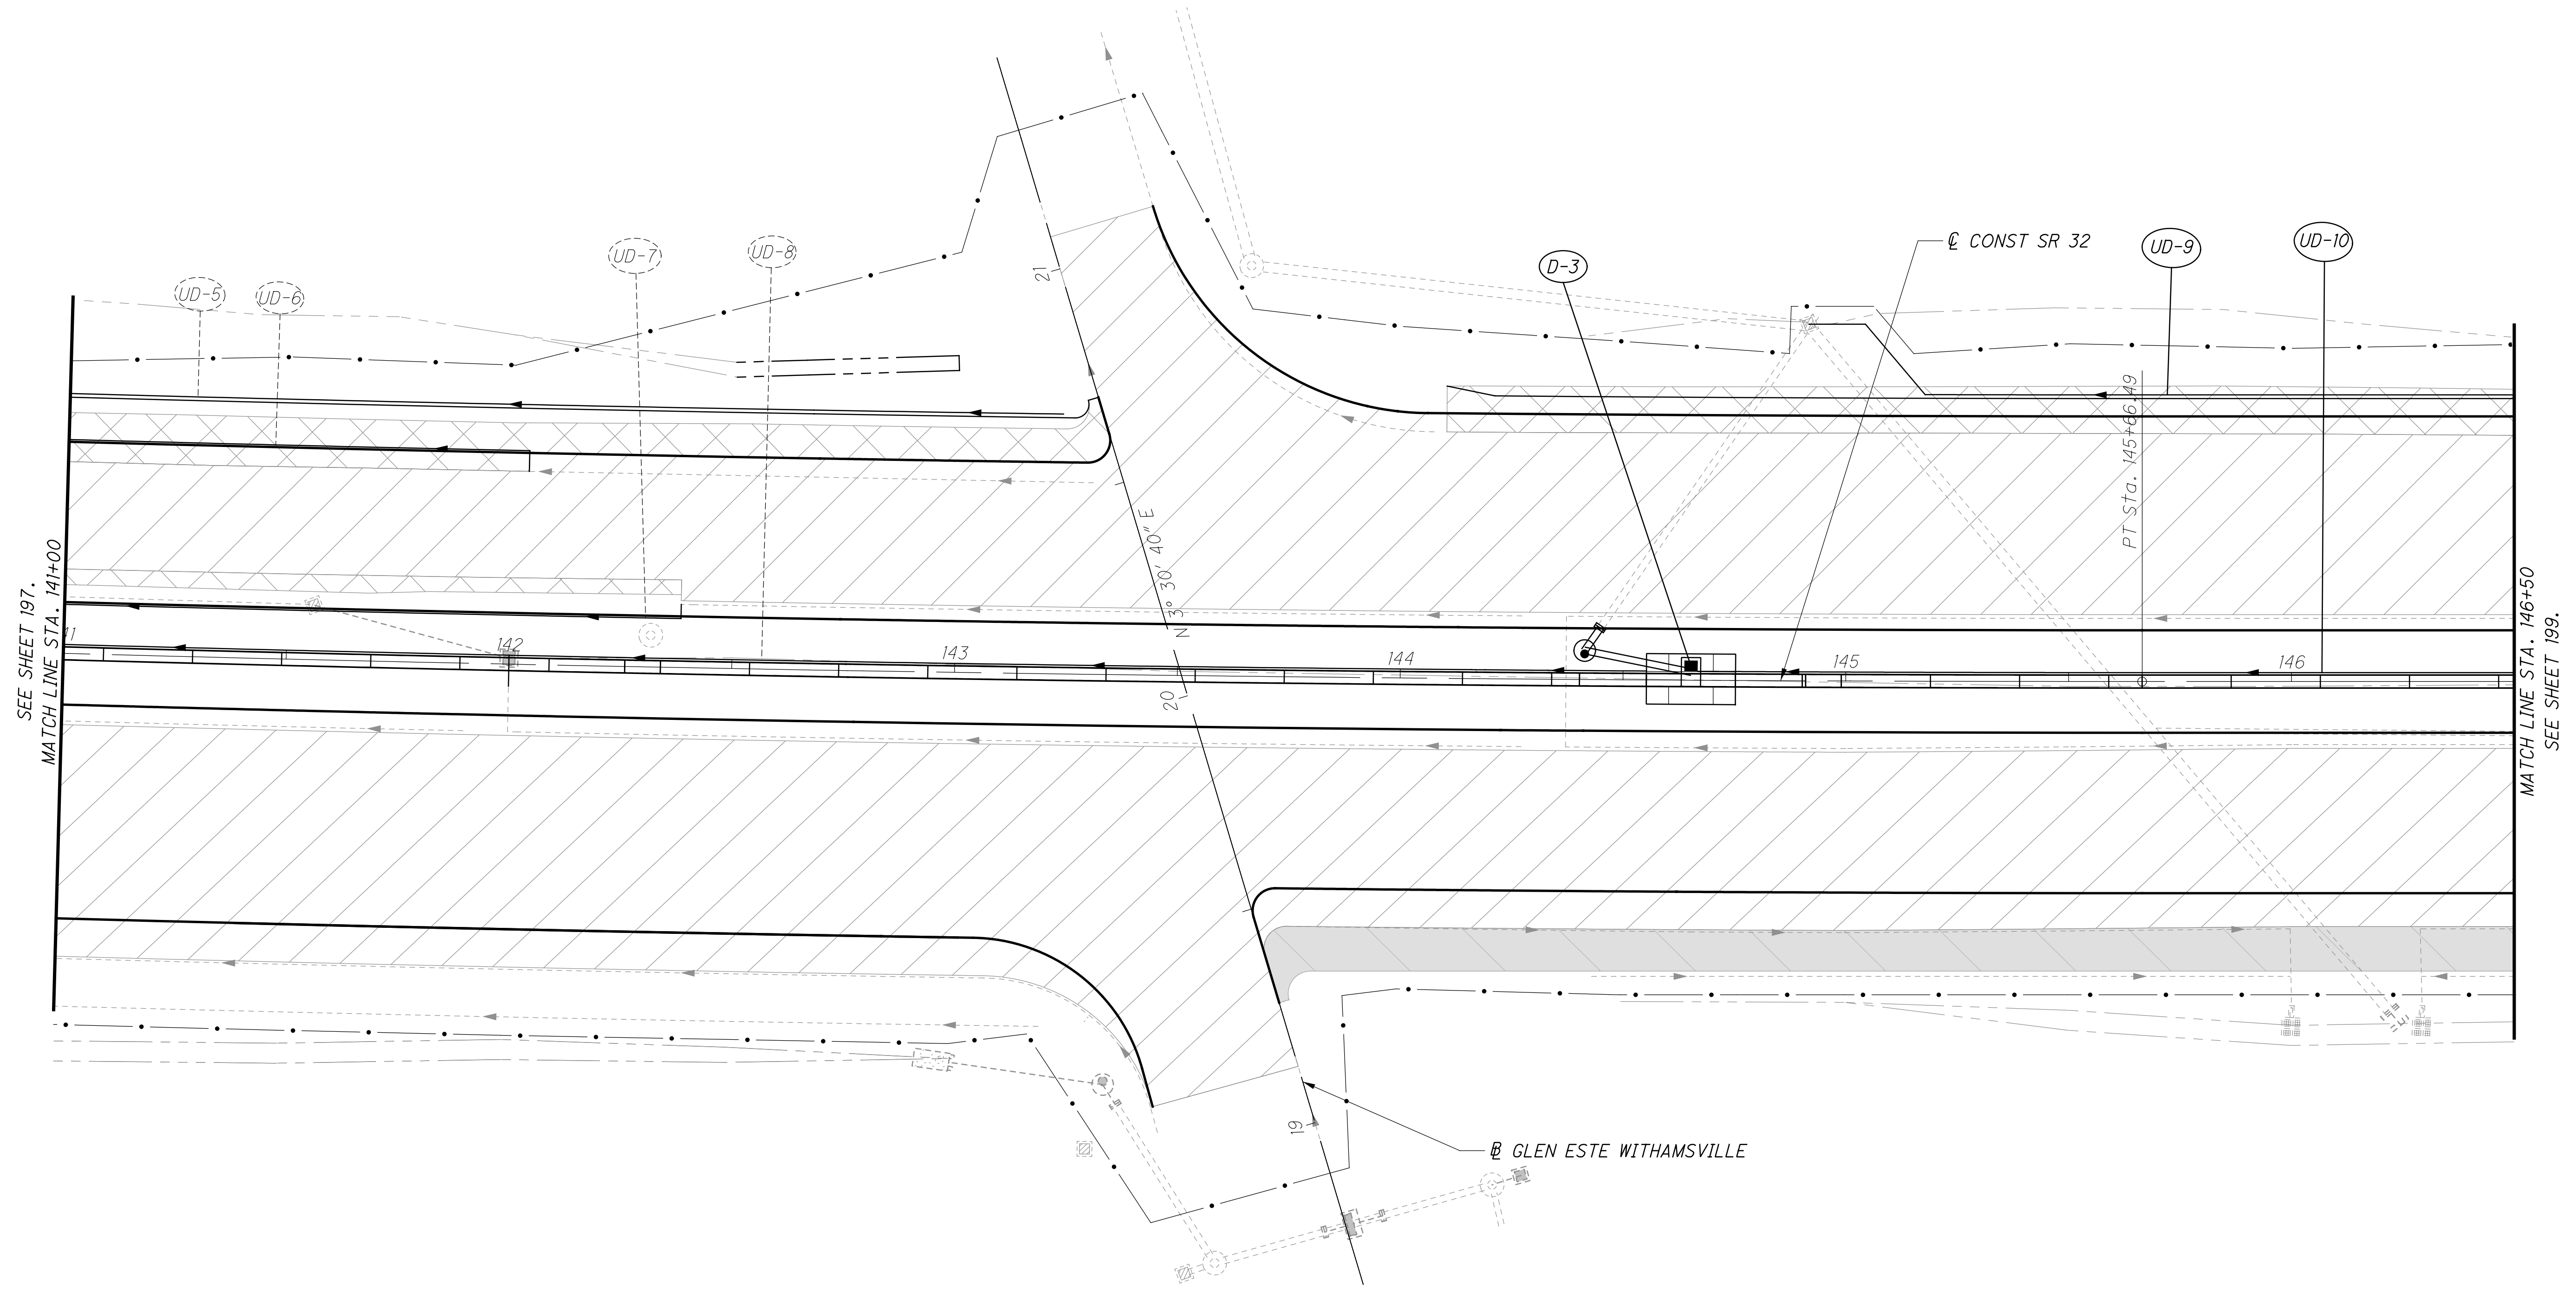 ℄ CONST SR 32
UD-5
UD-6
UD-7
UD-8
D-3
UD-9
UD-10
21
SEE SHEET 197.
MATCH LINE STA. 141+00
PT Sta. 145+66.49
N 3° 30' 40" E
142
143
144
145
146
20
MATCH LINE STA. 146+50
SEE SHEET 199.
19
BL GLEN ESTE WITHAMSVILLE